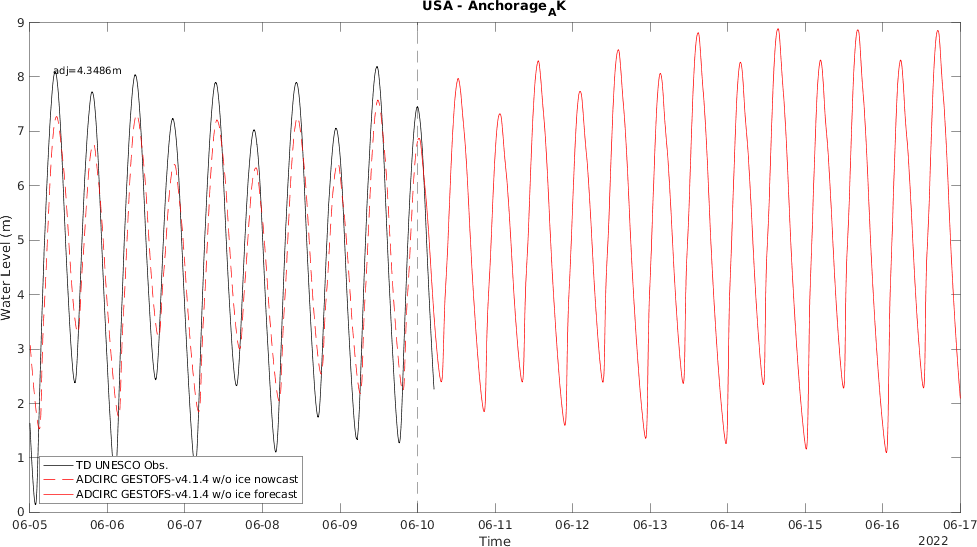 USA - Anchorage_AK
9
8
7
6
5
4
3
2
1
0
Water Level (m)
adj=4.3486m
TD UNESCO Obs.
ADCIRC GESTOFS-v4.1.4 w/o ice nowcast
ADCIRC GESTOFS-v4.1.4 w/o ice forecast
06-05 06-06 06-07 06-08 06-09 06-10 06-11 06-12 06-13 06-14 06-15 06-16 06-17
Time
2022